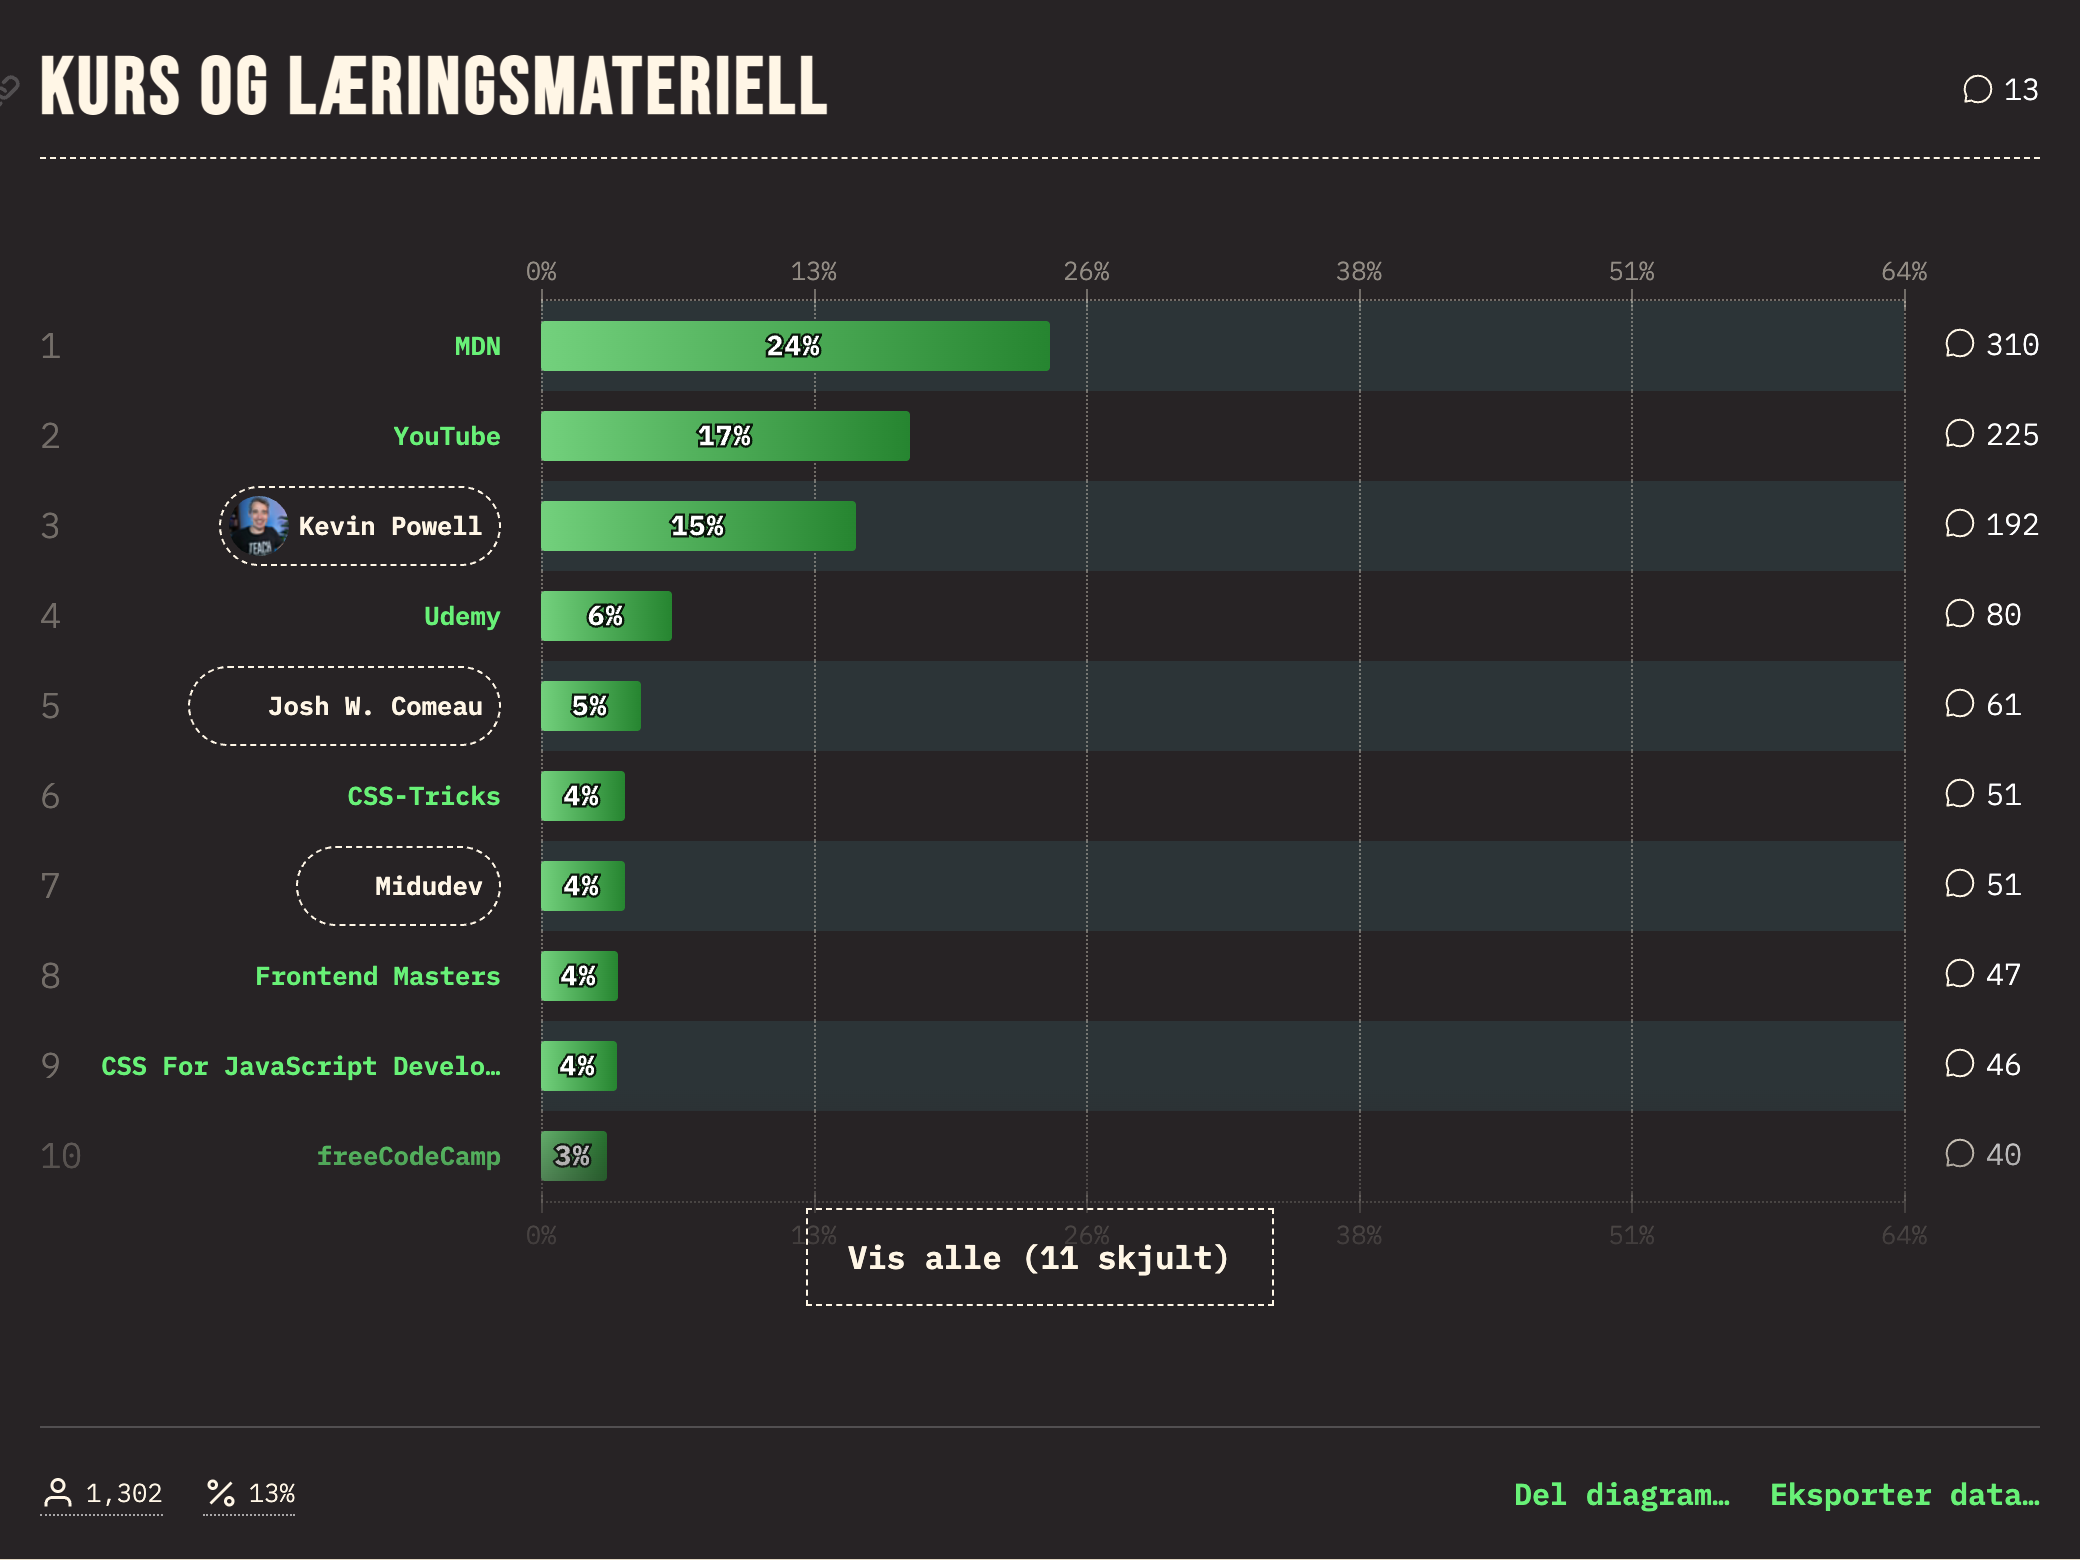 KURS OG LÆRINGSMATERIELL
13
0% 13% 26% 38% 51% 64%
1 MDN 24% 310
2 YouTube 17% 225
3 Kevin Powell 15% 192
TEACH
4 Udemy 6% 80
5 Josh W. Comeau 5% 61
6 CSS-Tricks 4% 51
7 Midudev 4% 51
8 Frontend Masters 4% 47
9 CSS For JavaScript Develo… 4% 46
10 freeCodeCamp 3% 40
0% 13% 26% 38% 51% 64%
Vis alle (11 skjult)
1,302 % 13% Del diagram… Eksporter data…